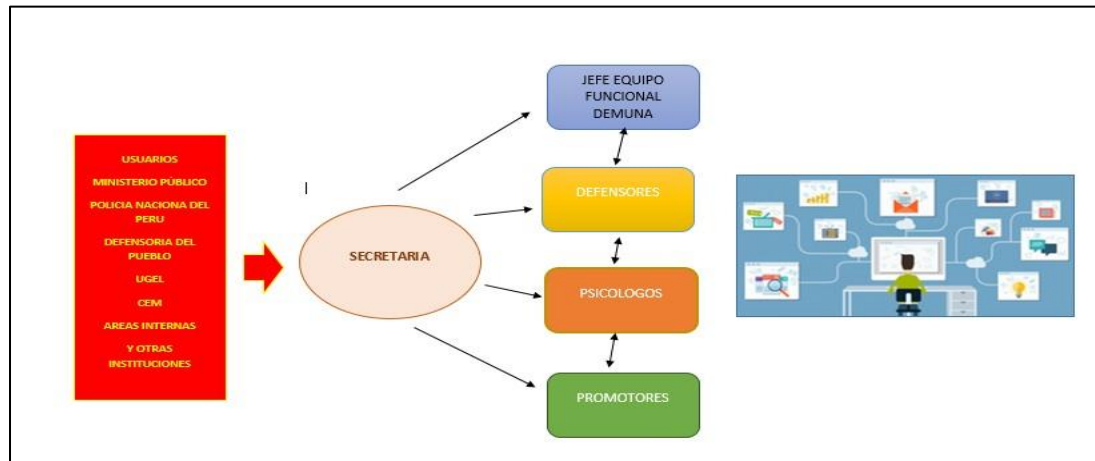 USUARIOS
MINISTERIO PÚBLICO
POLICIA NACIONA DEL
PERU
DEFENSORIA DEL
PUEBLO
UGEL
CEM
AREAS INTERNAS
Y OTRAS
INSTITUCIONES
SECRETARIA
JEFE EQUIPO
FUNCIONAL
DEMUNA
DEFENSORES
PSICOLOGOS
PROMOTORES